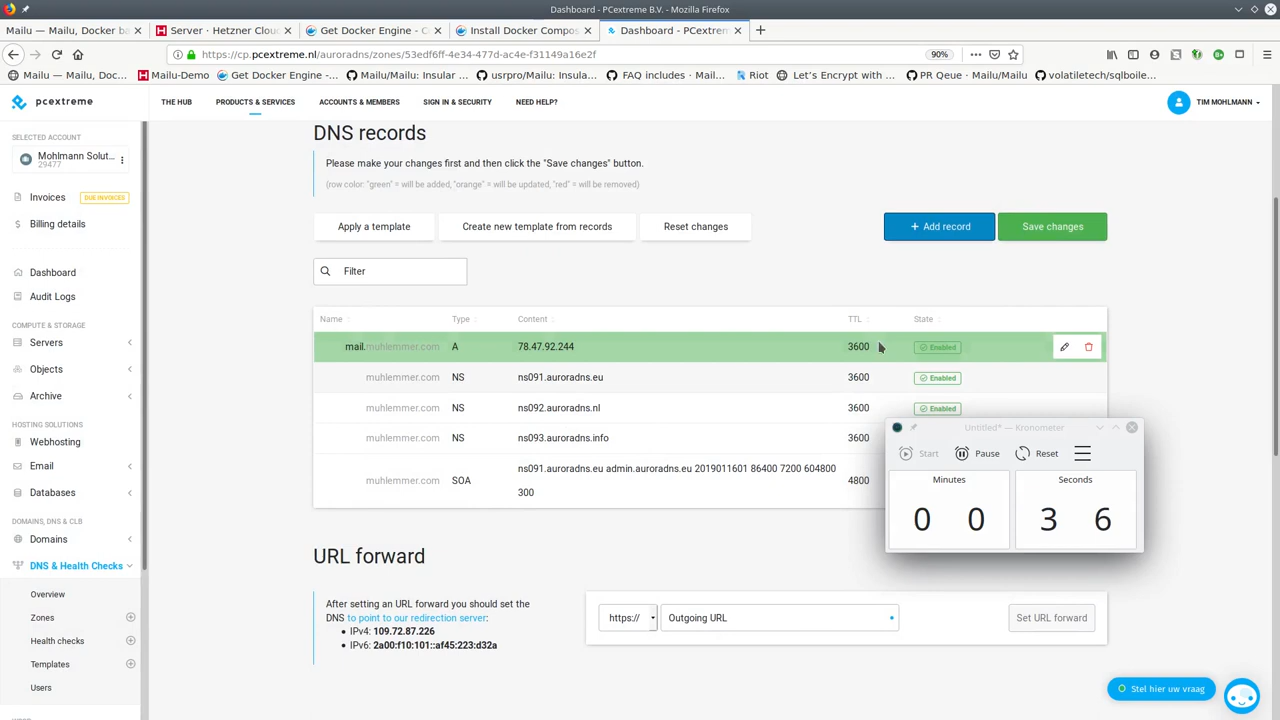 Dashboard - PCextreme B.V. - Mozilla Firefox
Mailu — Mailu, Docker ba
Server · Hetzner Clou
Get Docker Engine - C
Install Docker Compos
Dashboard - PCextreme
https://cp.pcextreme.nl/auroradns/zones/53edf6ff-4e34-477d-ac4e-f31149a16e2f
90%
Mailu — Mailu, Doc...
Mailu-Demo
Get Docker Engine -...
Mailu/Mailu: Insular ...
usrpro/Mailu: Insula...
FAQ includes · Mail...
Riot
Let's Encrypt with ...
PR Qeue · Mailu/Mailu
volatiletech/sqlboile...
pcextreme
THE HUB
PRODUCTS & SERVICES
ACCOUNTS & MEMBERS
SIGN IN & SECURITY
NEED HELP?
TIM MOHLMANN
SELECTED ACCOUNT
Mohlmann Solut...
29477
Invoices
DUE INVOICES
Billing details
Dashboard
Audit Logs
COMPUTE & STORAGE
Servers
Objects
Archive
HOSTING SOLUTIONS
Webhosting
Email
Databases
DOMAINS, DNS & CLB
Domains
DNS & Health Checks
Overview
Zones
Health checks
Templates
Users
DNS records
Please make your changes first and then click the "Save changes" button.
(row color: "green" = will be added, "orange" = will be updated, "red" = will be removed)
Apply a template
Create new template from records
Reset changes
+ Add record
Save changes
Filter
Name Type Content TTL State
mail.muhlemmer.com A 78.47.92.244 3600 Enabled
muhlemmer.com NS ns091.auroradns.eu 3600 Enabled
muhlemmer.com NS ns092.auroradns.nl 3600 Enabled
muhlemmer.com NS ns093.auroradns.info 3600
muhlemmer.com SOA ns091.auroradns.eu admin.auroradns.eu 2019011601 86400 7200 604800 4800
300
Untitled* — Kronometer
Start
Pause
Reset
Minutes
Seconds
0 0
3 6
URL forward
After setting an URL forward you should set the
DNS to point to our redirection server:
• IPv4: 109.72.87.226
• IPv6: 2a00:f10:101::af45:223:d32a
https://
Outgoing URL
Set URL forward
Stel hier uw vraag